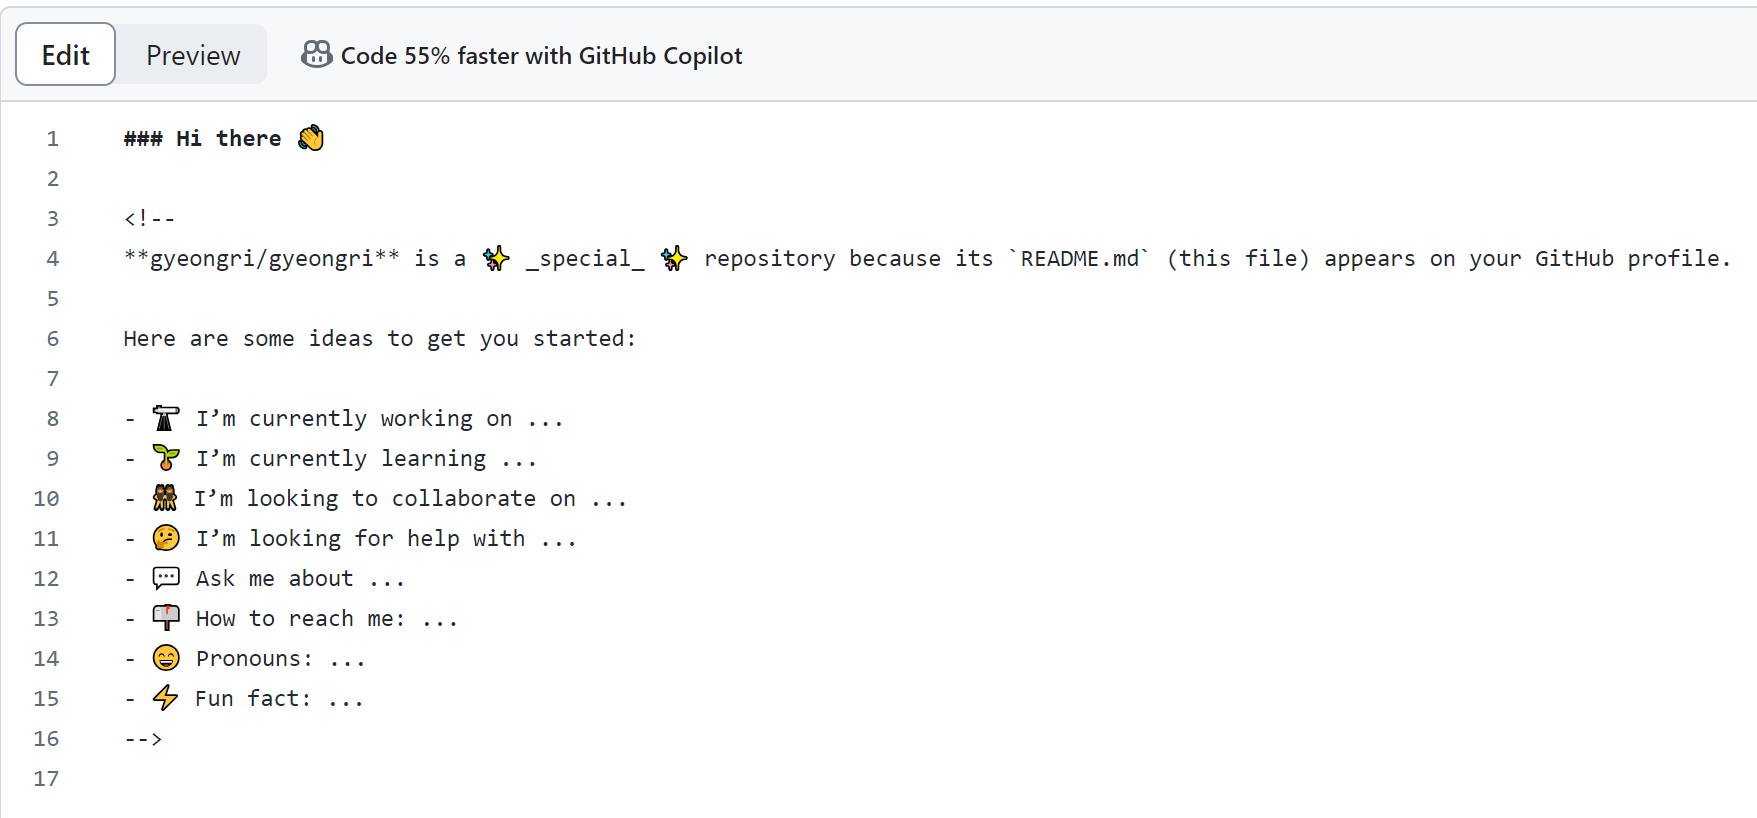 Edit Preview Code 55% faster with GitHub Copilot
1 ### Hi there 👋
2
3 <!--
4 **gyeongri/gyeongri** is a ✨ _special_ ✨ repository because its `README.md` (this file) appears on your GitHub profile.
5
6 Here are some ideas to get you started:
7
8 - 🔭 I’m currently working on ...
9 - 🌱 I’m currently learning ...
10 - 👯 I’m looking to collaborate on ...
11 - 🤔 I’m looking for help with ...
12 - 💬 Ask me about ...
13 - 📫 How to reach me: ...
14 - 😄 Pronouns: ...
15 - ⚡ Fun fact: ...
16 -->
17